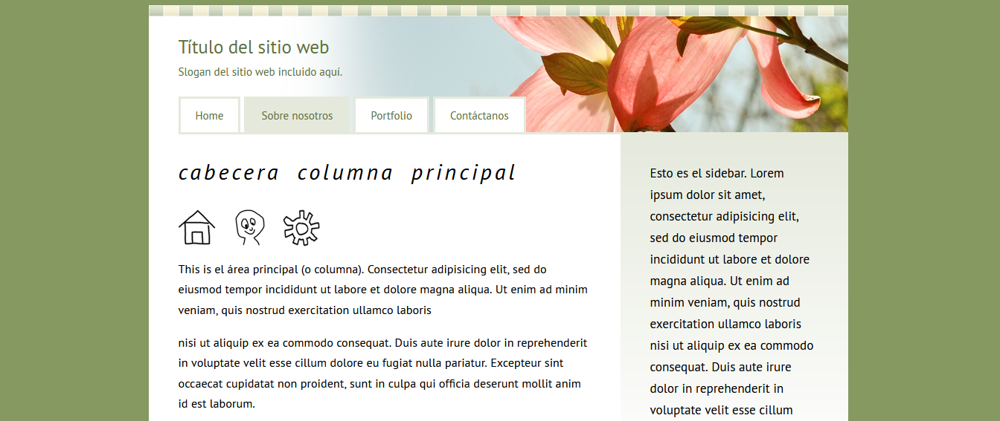 Título del sitio web
Slogan del sitio web incluido aquí.
Home
Sobre nosotros
Portfolio
Contáctanos
cabecera columna principal
This is el área principal (o columna). Consectetur adipisicing elit, sed do
eiusmod tempor incididunt ut labore et dolore magna aliqua. Ut enim ad minim
veniam, quis nostrud exercitation ullamco laboris
nisi ut aliquip ex ea commodo consequat. Duis aute irure dolor in reprehenderit
in voluptate velit esse cillum dolore eu fugiat nulla pariatur. Excepteur sint
occaecat cupidatat non proident, sunt in culpa qui officia deserunt mollit anim
id est laborum.
Esto es el sidebar. Lorem
ipsum dolor sit amet,
consectetur adipisicing elit,
sed do eiusmod tempor
incididunt ut labore et dolore
magna aliqua. Ut enim ad
minim veniam, quis nostrud
exercitation ullamco laboris
nisi ut aliquip ex ea commodo
consequat. Duis aute irure
dolor in reprehenderit in
voluptate velit esse cillum